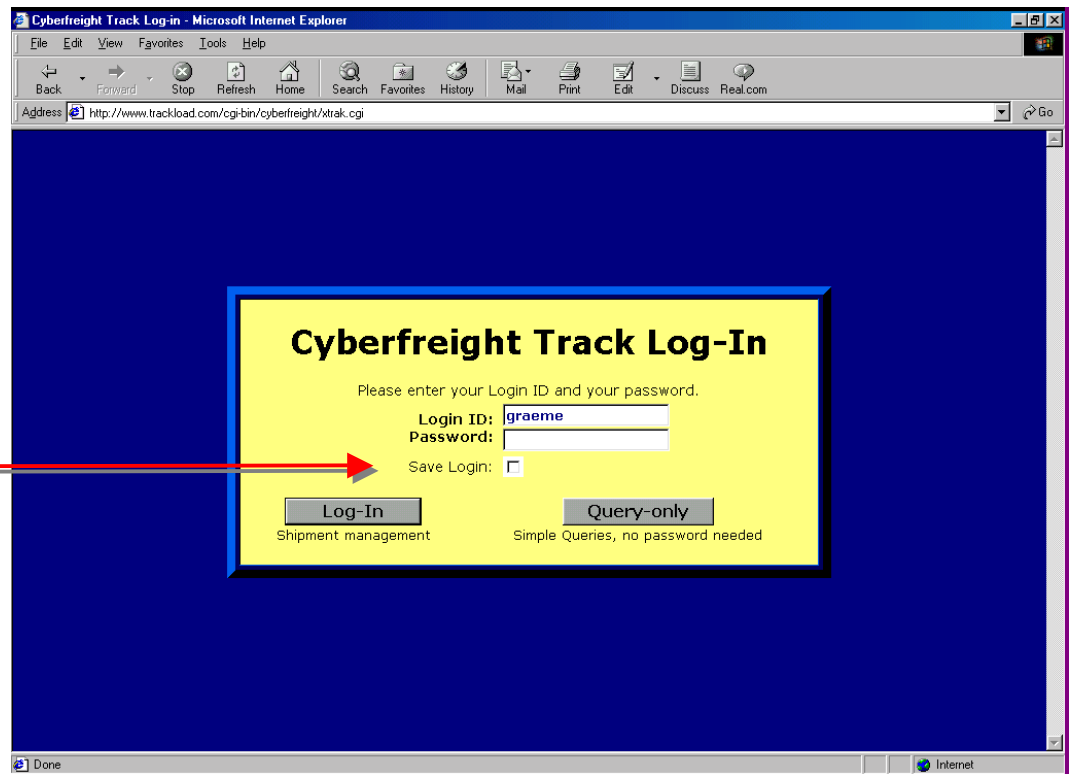 Cyberfreight Track Log-in - Microsoft Internet Explorer
File Edit View Favorites Tools Help
Back Forward Stop Refresh Home Search Favorites History Mail Print Edit Discuss Real.com
Address http://www.trackload.com/cgi-bin/cyberfreight/xtrak.cgi Go
Cyberfreight Track Log-In
Please enter your Login ID and your password.
Login ID: graeme
Password:
Save Login:
Log-In Query-only
Shipment management Simple Queries, no password needed
Done Internet